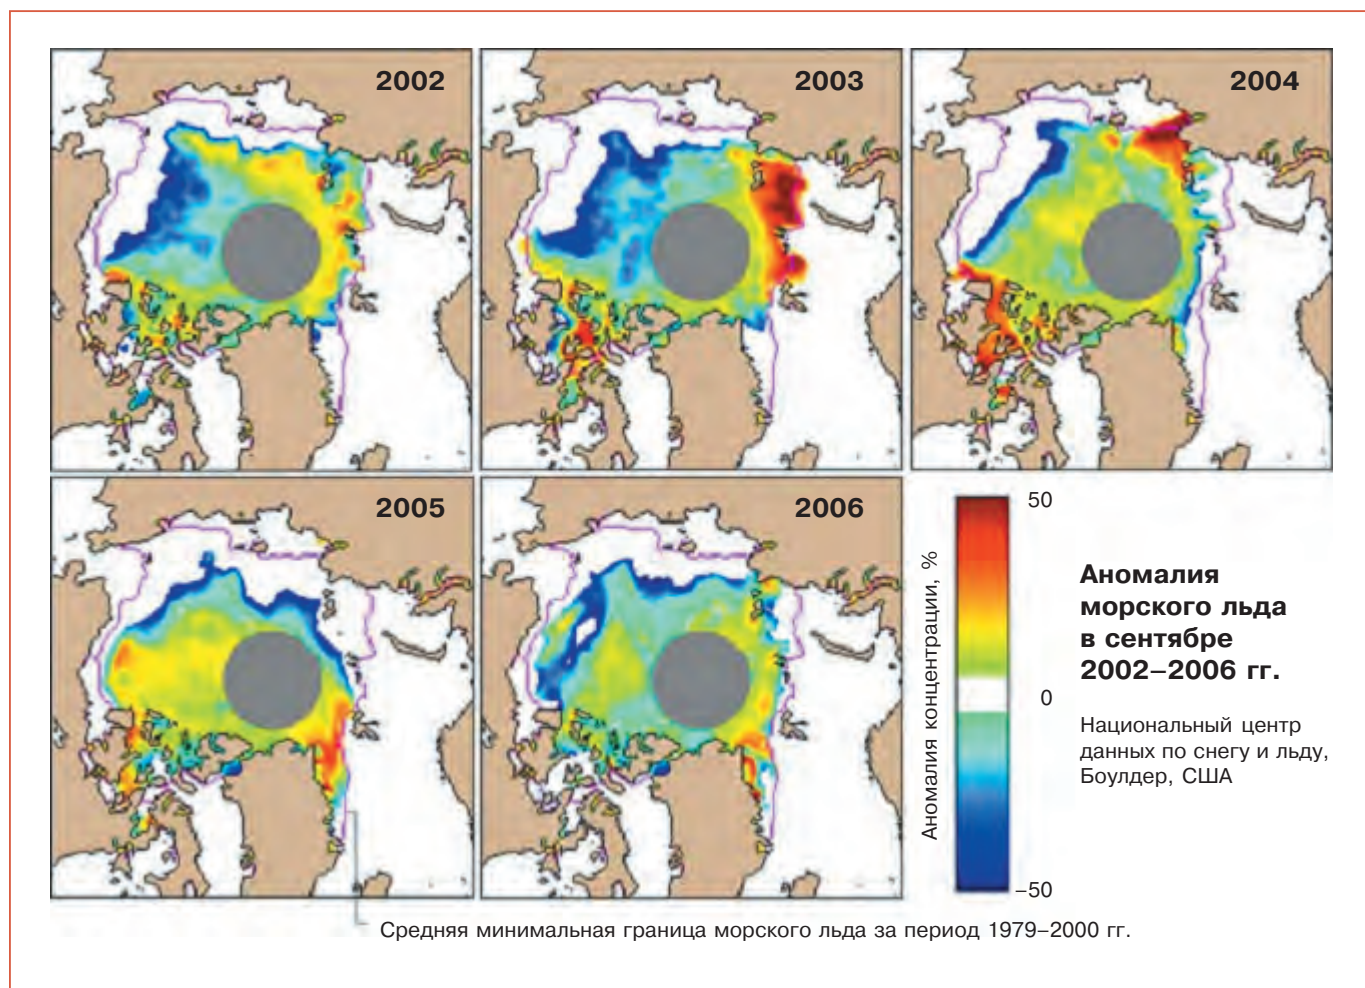 2002
2003
2004
2005
2006
50
0
–50
Аномалия концентрации, %
Аномалия
морского льда
в сентябре
2002–2006 гг.
Национальный центр
данных по снегу и льду,
Боулдер, США
Средняя минимальная граница морского льда за период 1979–2000 гг.